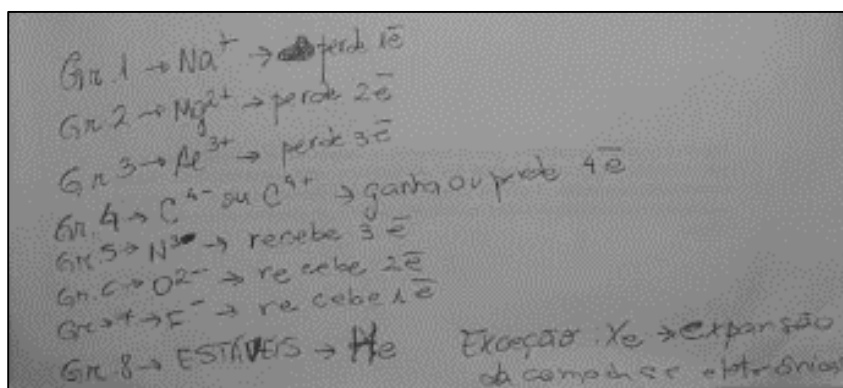 Gr. 1 → Na⁺ → perde 1ē
Gr. 2 → Mg²⁺ → perde 2ē
Gr. 3 → Al³⁺ → perde 3ē
Gr. 4 → C⁴⁻ ou C⁴⁺ → ganha ou perde 4ē
Gr. 5 → N³⁻ → recebe 3ē
Gr. 6 → O²⁻ → recebe 2ē
Gr. 7 → F⁻ → recebe 1ē
Gr. 8 → ESTÁVEIS → He Exceção: Xe → expansão
da camada eletrônica